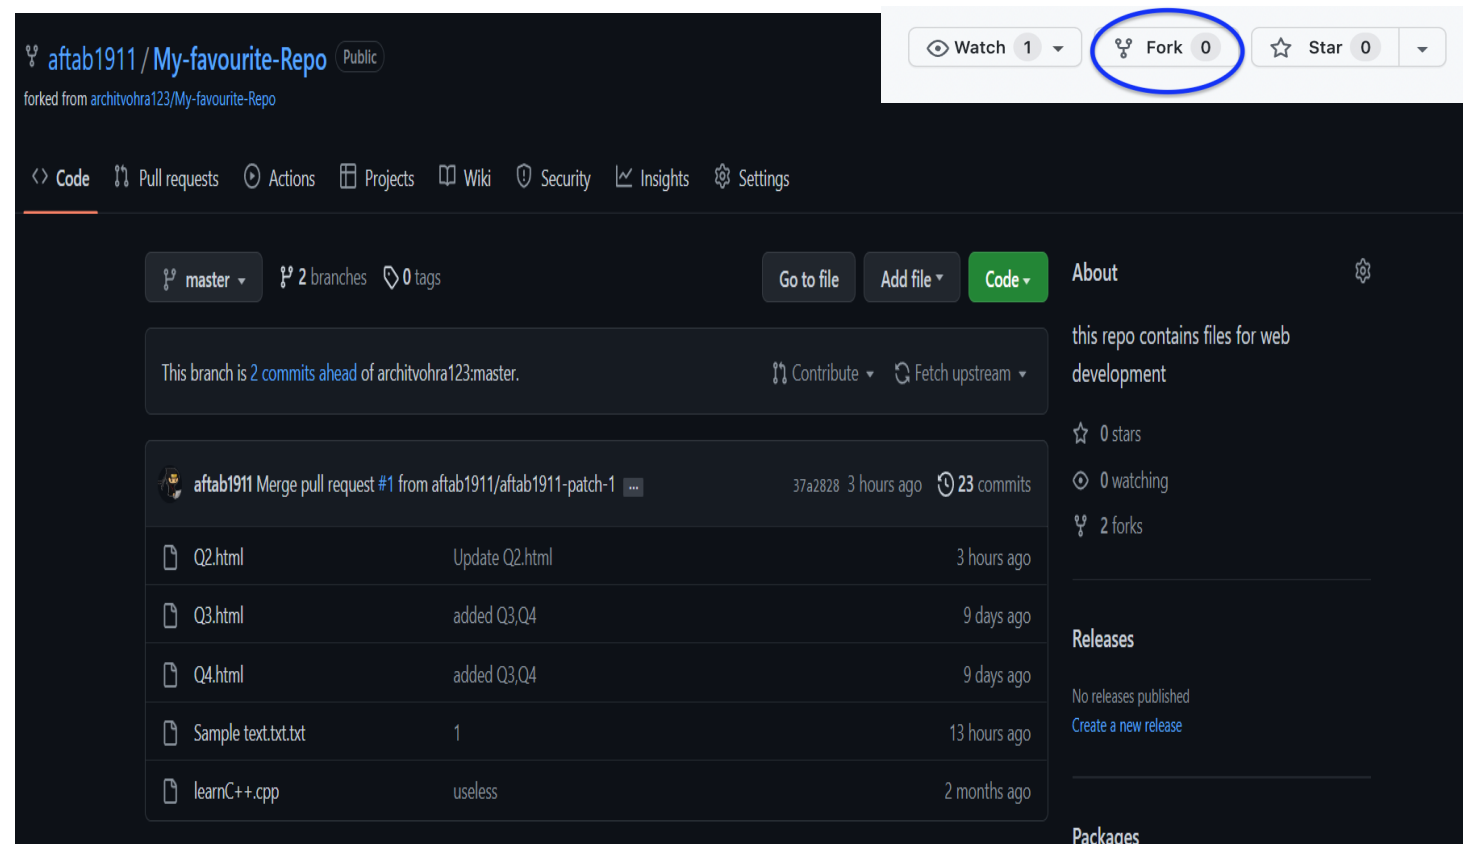 aftab1911 / My-favourite-Repo Public
forked from architvohra123/My-favourite-Repo
Watch 1 Fork 0 Star 0
Code Pull requests Actions Projects Wiki Security Insights Settings
master 2 branches 0 tags Go to file Add file Code
This branch is 2 commits ahead of architvohra123:master. Contribute Fetch upstream
aftab1911 Merge pull request #1 from aftab1911/aftab1911-patch-1 ... 37a2828 3 hours ago 23 commits
Q2.html Update Q2.html 3 hours ago
Q3.html added Q3,Q4 9 days ago
Q4.html added Q3,Q4 9 days ago
Sample text.txt.txt 1 13 hours ago
learnC++.cpp useless 2 months ago
About
this repo contains files for web
development
0 stars
0 watching
2 forks
Releases
No releases published
Create a new release
Packages